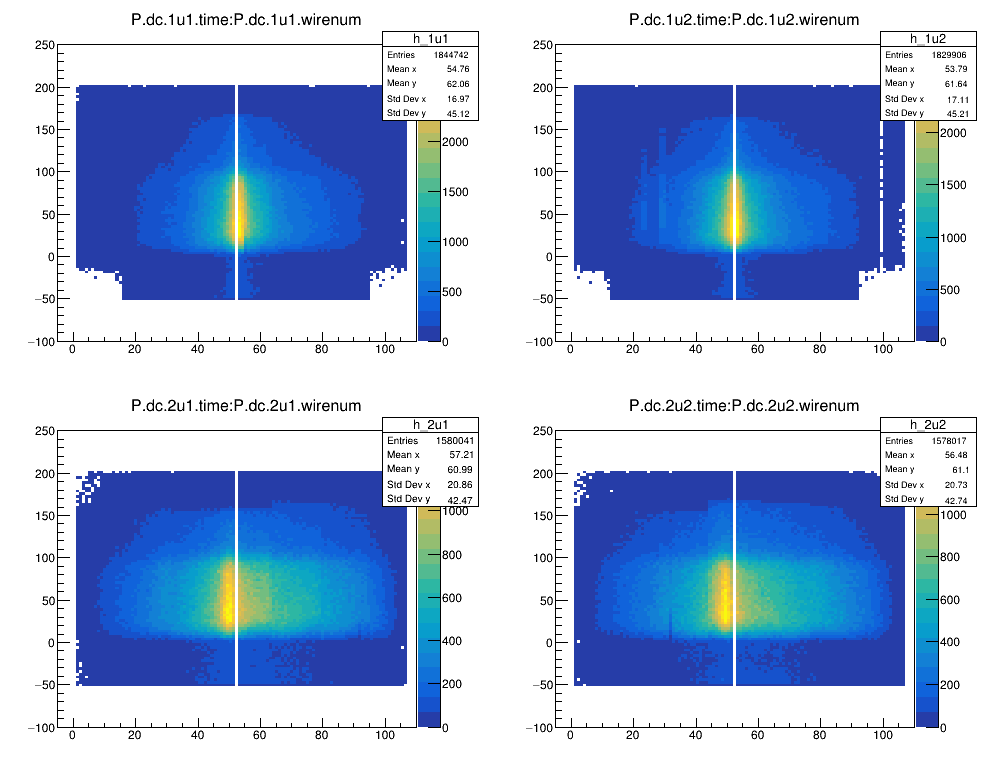 P.dc.1u1.time:P.dc.1u1.wirenum
h_1u1
Entries 1844742
Mean x 54.76
Mean y 62.06
Std Dev x 16.97
Std Dev y 45.12
250
200
150
100
50
0
−50
−100
0 20 40 60 80 100
2000
1500
1000
500
0
P.dc.1u2.time:P.dc.1u2.wirenum
h_1u2
Entries 1829906
Mean x 53.79
Mean y 61.64
Std Dev x 17.11
Std Dev y 45.21
250
200
150
100
50
0
−50
−100
0 20 40 60 80 100
2000
1500
1000
500
0
P.dc.2u1.time:P.dc.2u1.wirenum
h_2u1
Entries 1580041
Mean x 57.21
Mean y 60.99
Std Dev x 20.86
Std Dev y 42.47
250
200
150
100
50
0
−50
−100
0 20 40 60 80 100
1000
800
600
400
200
0
P.dc.2u2.time:P.dc.2u2.wirenum
h_2u2
Entries 1578017
Mean x 56.48
Mean y 61.1
Std Dev x 20.73
Std Dev y 42.74
250
200
150
100
50
0
−50
−100
0 20 40 60 80 100
1000
800
600
400
200
0